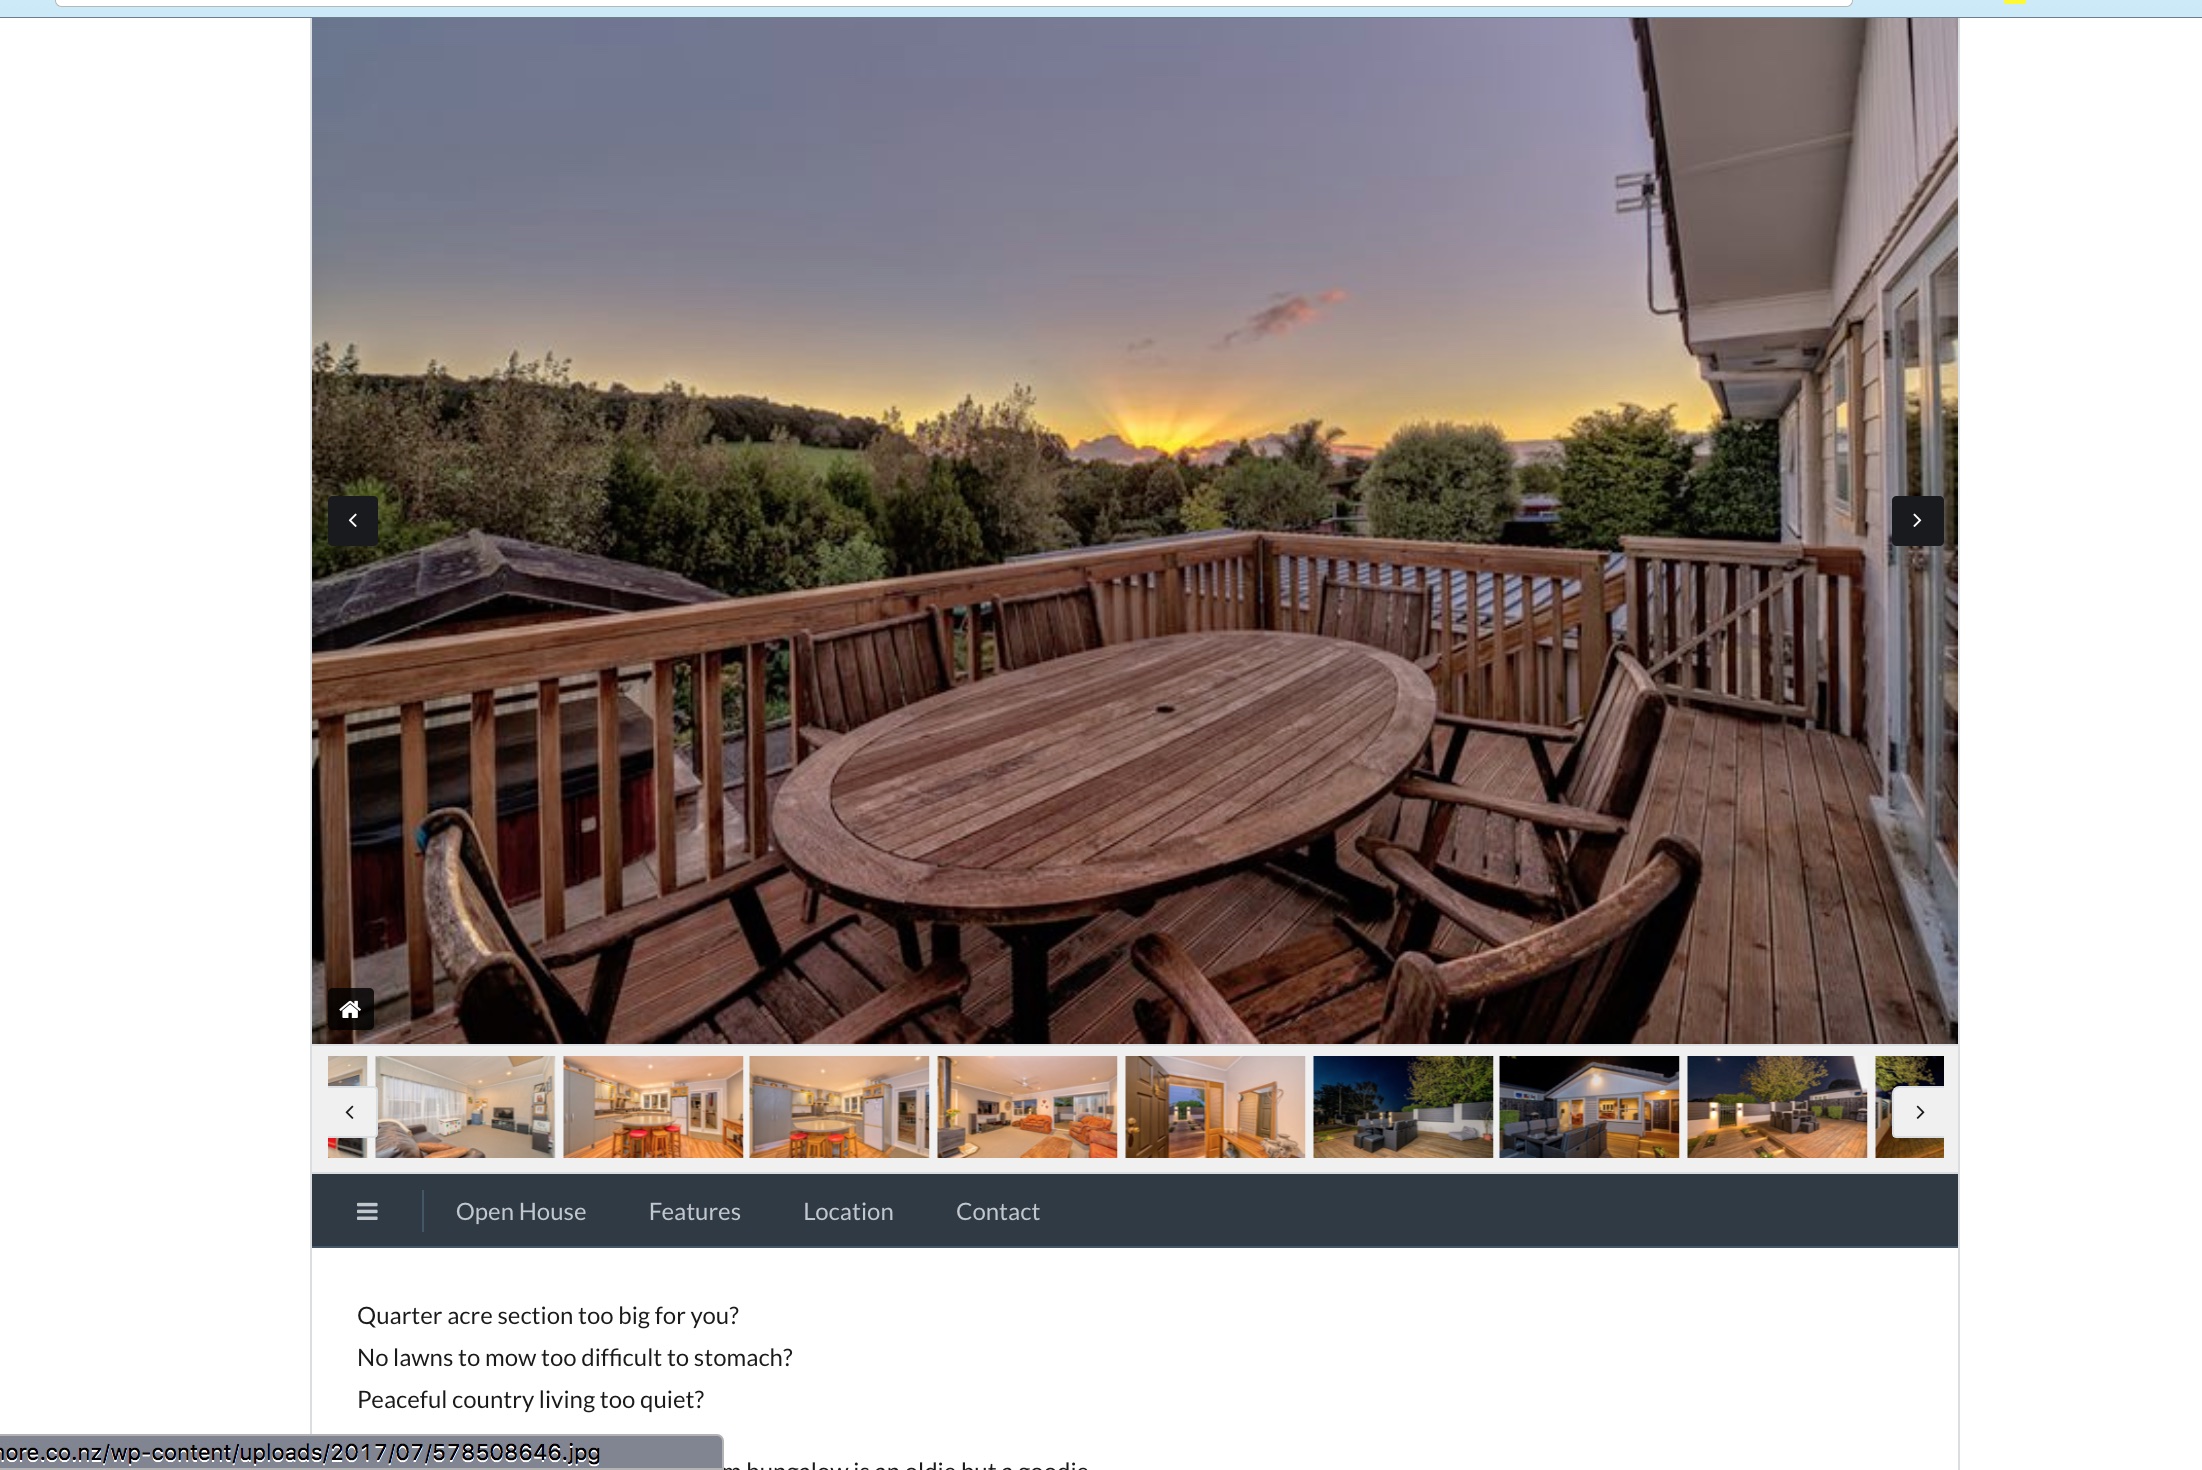 Open House Features Location Contact
Quarter acre section too big for you?
No lawns to mow too difficult to stomach?
Peaceful country living too quiet?
ore.co.nz/wp-content/uploads/2017/07/578508646.jpg
bungalow is an oldie but a goodie